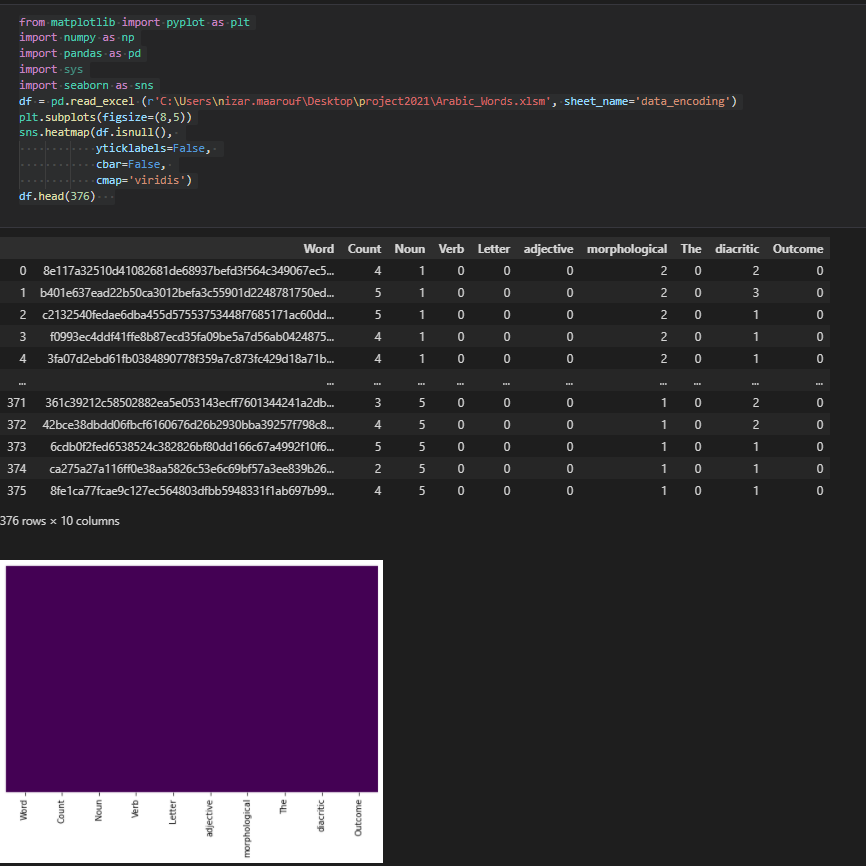 from matplotlib import pyplot as plt
import numpy as np
import pandas as pd
import sys
import seaborn as sns
df = pd.read_excel (r'C:\Users\nizar.maarouf\Desktop\project2021\Arabic_Words.xlsm', sheet_name='data_encoding')
plt.subplots(figsize=(8,5))
sns.heatmap(df.isnull(),
yticklabels=False,
cbar=False,
cmap='viridis')
df.head(376)
Word Count Noun Verb Letter adjective morphological The diacritic Outcome
0 8e117a32510d41082681de68937befd3f564c349067ec5... 4 1 0 0 0 2 0 2 0
1 b401e637ead22b50ca3012befa3c55901d2248781750ed... 5 1 0 0 0 2 0 3 0
2 c2132540fedae6dba455d57553753448f7685171ac60dd... 5 1 0 0 0 2 0 1 0
3 f0993ec4ddf41ffe8b87ecd35fa09be5a7d56ab0424875... 4 1 0 0 0 2 0 1 0
4 3fa07d2ebd61fb0384890778f359a7c873fc429d18a71b... 4 1 0 0 0 2 0 1 0
... ... ... ... ... ... ... ... ... ... ...
371 361c39212c58502882ea5e053143ecff7601344241a2db... 3 5 0 0 0 1 0 2 0
372 42bce38dbdd06fbcf6160676d26b2930bba39257f798c8... 4 5 0 0 0 1 0 2 0
373 6cdb0f2fed6538524c382826bf80dd166c67a4992f10f6... 5 5 0 0 0 1 0 1 0
374 ca275a27a116ff0e38aa5826c53e6c69bf57a3ee839b26... 2 5 0 0 0 1 0 1 0
375 8fe1ca77fcae9c127ec564803dfbb5948331f1ab697b99... 4 5 0 0 0 1 0 1 0
376 rows × 10 columns
Word Count Noun Verb Letter adjective morphological The diacritic Outcome